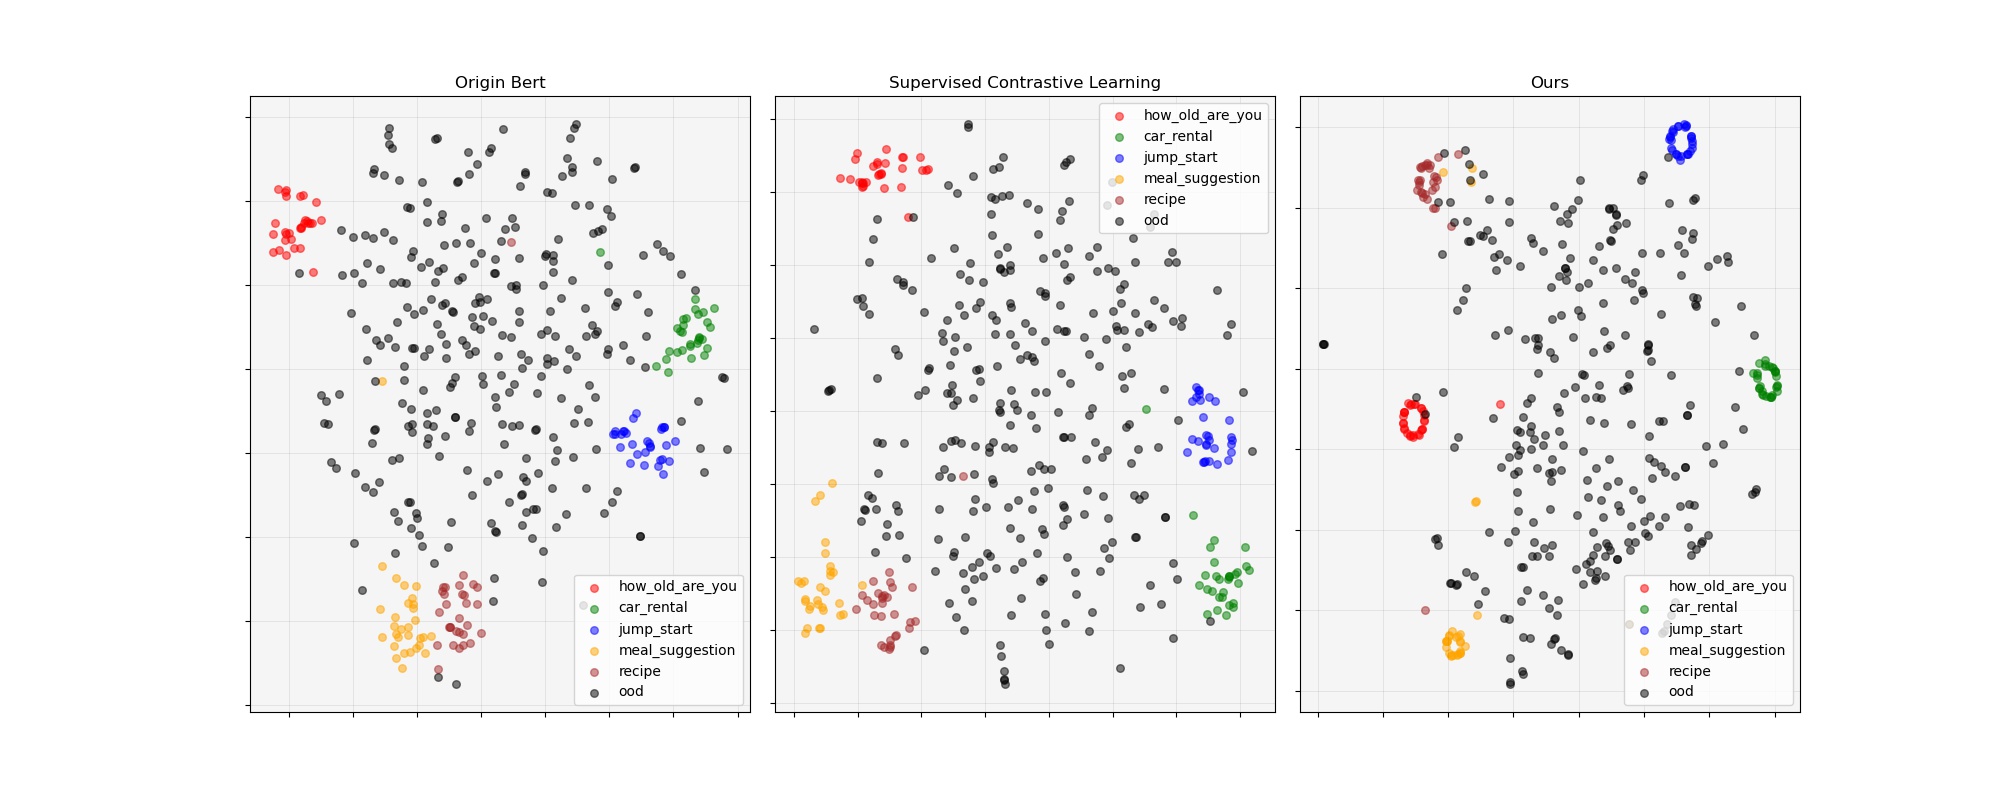 Origin Bert
how_old_are_you
car_rental
jump_start
meal_suggestion
recipe
ood
Supervised Contrastive Learning
how_old_are_you
car_rental
jump_start
meal_suggestion
recipe
ood
Ours
how_old_are_you
car_rental
jump_start
meal_suggestion
recipe
ood